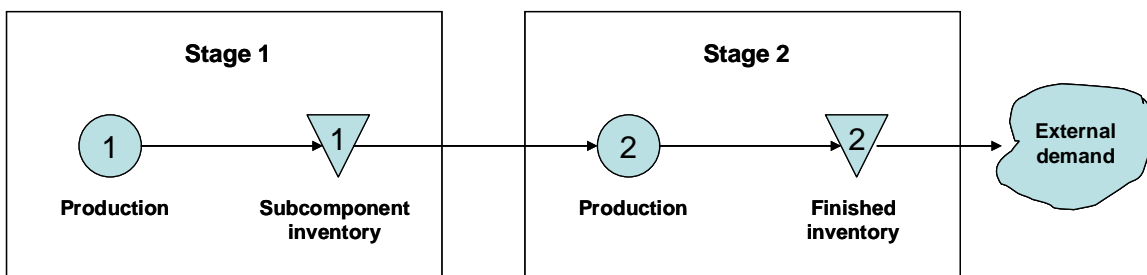 Stage 1
Stage 2
1
1
2
2
External
demand
Production
Subcomponent
inventory
Production
Finished
inventory